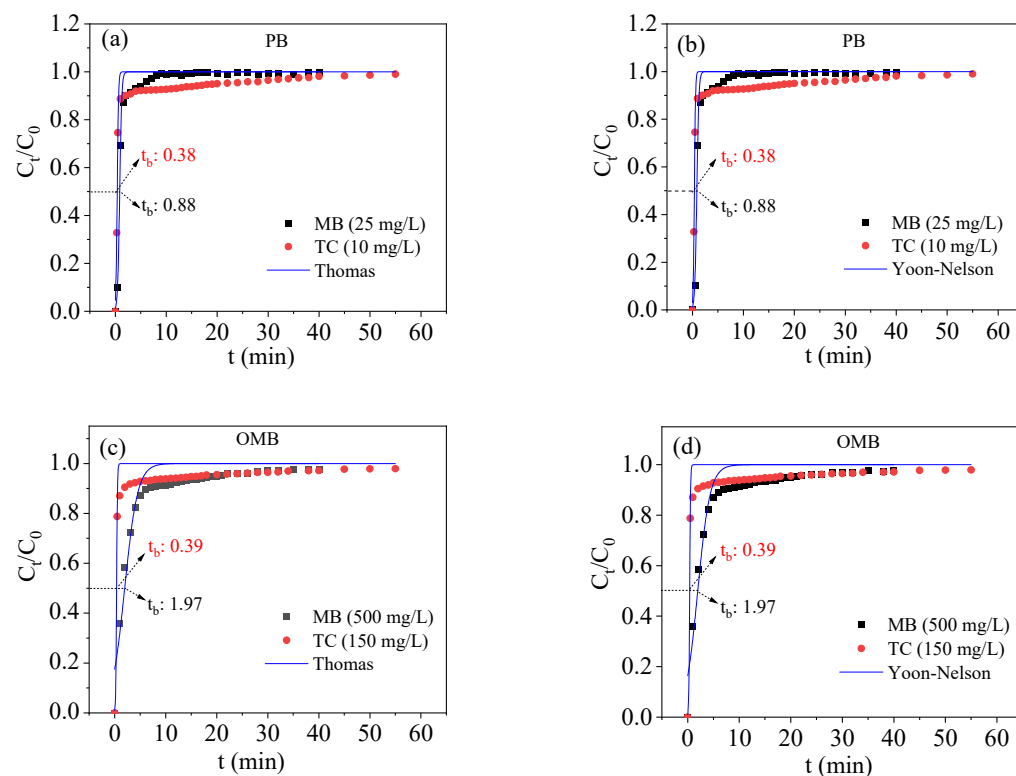 (a)
PB
1.2
1.0
0.8
0.6
0.4
0.2
0.0
C_t/C_0
t_b: 0.38
t_b: 0.88
MB (25 mg/L)
TC (10 mg/L)
Thomas
0 10 20 30 40 50 60
t (min)
(b)
PB
1.2
1.0
0.8
0.6
0.4
0.2
0.0
C_t/C_0
t_b: 0.38
t_b: 0.88
MB (25 mg/L)
TC (10 mg/L)
Yoon-Nelson
0 10 20 30 40 50 60
t (min)
(c)
OMB
1.0
0.8
0.6
0.4
0.2
0.0
C_t/C_0
t_b: 0.39
t_b: 1.97
MB (500 mg/L)
TC (150 mg/L)
Thomas
0 10 20 30 40 50 60
t (min)
(d)
OMB
1.0
0.8
0.6
0.4
0.2
0.0
C_t/C_0
t_b: 0.39
t_b: 1.97
MB (500 mg/L)
TC (150 mg/L)
Yoon-Nelson
0 10 20 30 40 50 60
t (min)